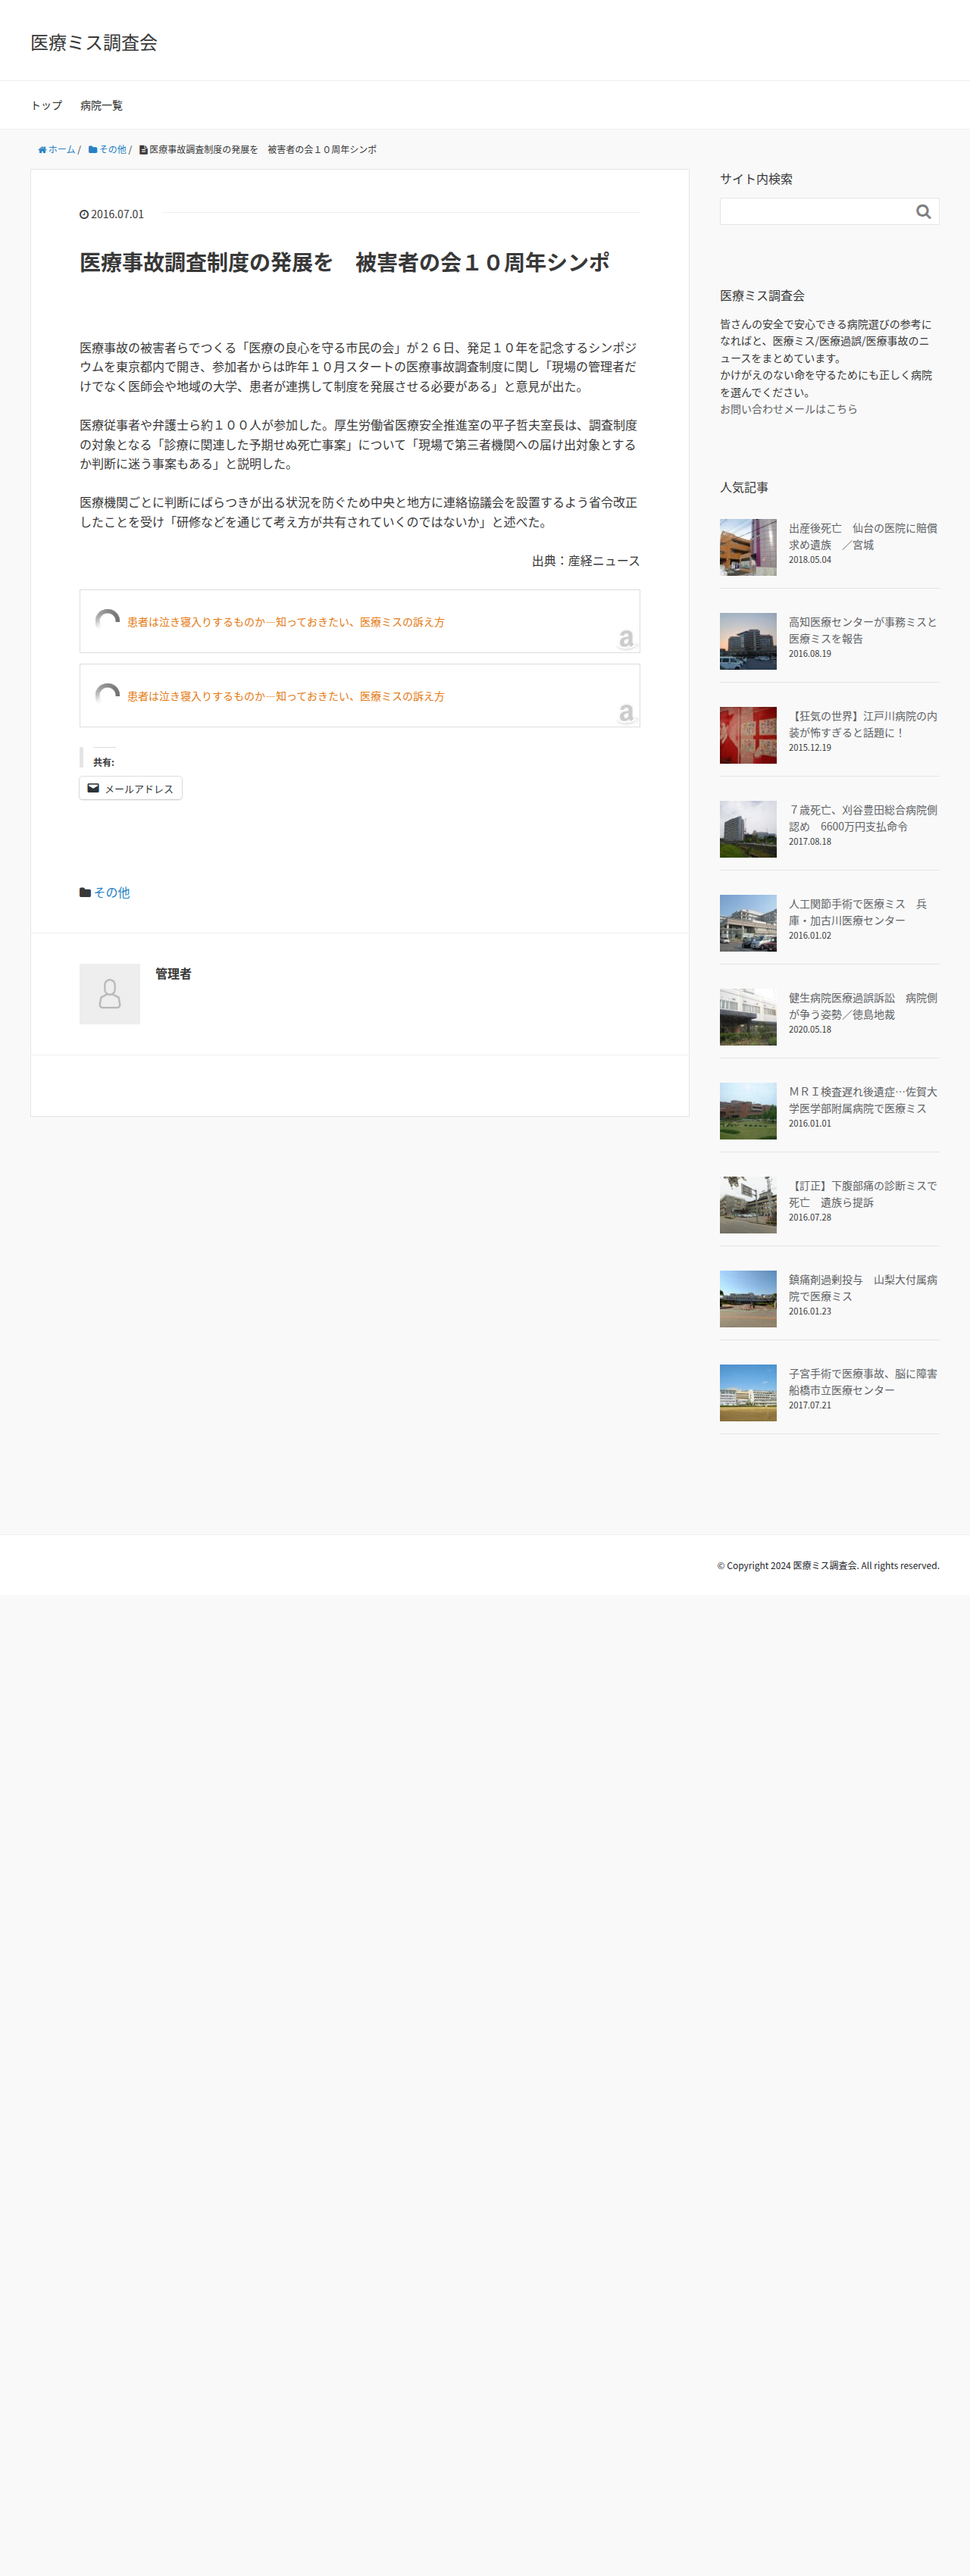 医療ミス調査会
トップ 病院一覧
ホーム / その他 / 医療事故調査制度の発展を　被害者の会１０周年シンポ
2016.07.01
医療事故調査制度の発展を　被害者の会１０周年シンポ
医療事故の被害者らでつくる「医療の良心を守る市民の会」が２６日、発足１０年を記念するシンポジ
ウムを東京都内で開き、参加者からは昨年１０月スタートの医療事故調査制度に関し「現場の管理者だ
けでなく医師会や地域の大学、患者が連携して制度を発展させる必要がある」と意見が出た。
医療従事者や弁護士ら約１００人が参加した。厚生労働省医療安全推進室の平子哲夫室長は、調査制度
の対象となる「診療に関連した予期せぬ死亡事案」について「現場で第三者機関への届け出対象とする
か判断に迷う事案もある」と説明した。
医療機関ごとに判断にばらつきが出る状況を防ぐため中央と地方に連絡協議会を設置するよう省令改正
したことを受け「研修などを通じて考え方が共有されていくのではないか」と述べた。
出典：産経ニュース
患者は泣き寝入りするものか―知っておきたい、医療ミスの訴え方
a
患者は泣き寝入りするものか―知っておきたい、医療ミスの訴え方
a
共有:
メールアドレス
その他
管理者
サイト内検索
医療ミス調査会
皆さんの安全で安心できる病院選びの参考に
なればと、医療ミス/医療過誤/医療事故のニ
ュースをまとめています。
かけがえのない命を守るためにも正しく病院
を選んでください。
お問い合わせメールはこちら
人気記事
出産後死亡　仙台の医院に賠償
求め遺族　／宮城
2018.05.04
高知医療センターが事務ミスと
医療ミスを報告
2016.08.19
【狂気の世界】江戸川病院の内
装が怖すぎると話題に！
2015.12.19
７歳死亡、刈谷豊田総合病院側
認め　6600万円支払命令
2017.08.18
人工関節手術で医療ミス　兵
庫・加古川医療センター
2016.01.02
健生病院医療過誤訴訟　病院側
が争う姿勢／徳島地裁
2020.05.18
ＭＲＩ検査遅れ後遺症…佐賀大
学医学部附属病院で医療ミス
2016.01.01
【訂正】下腹部痛の診断ミスで
死亡　遺族ら提訴
2016.07.28
鎮痛剤過剰投与　山梨大付属病
院で医療ミス
2016.01.23
子宮手術で医療事故、脳に障害
船橋市立医療センター
2017.07.21
© Copyright 2024 医療ミス調査会. All rights reserved.